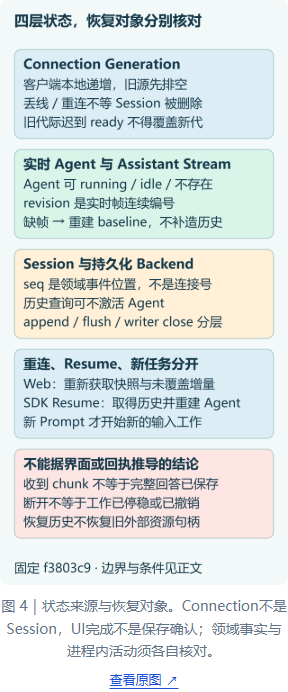 四层状态，恢复对象分别核对
Connection Generation
客户端本地递增，旧源先排空
丢线 / 重连不等 Session 被删除
旧代际迟到 ready 不得覆盖新代
实时 Agent 与 Assistant Stream
Agent 可 running / idle / 不存在
revision 是实时帧连续编号
缺帧 → 重建 baseline，不补造历史
Session 与持久化 Backend
seq 是领域事件位置，不是连接号
历史查询可不激活 Agent
append / flush / writer close 分层
重连、Resume、新任务分开
Web：重新获取快照与未覆盖增量
SDK Resume：取得历史并重建 Agent
新 Prompt 才开始新的输入工作
不能据界面或回执推导的结论
收到 chunk 不等于完整回答已保存
断开不等于工作已停稳或已撤销
恢复历史不恢复旧外部资源句柄
固定 f3803c9 · 边界与条件见正文
图 4｜状态来源与恢复对象。Connection不是
Session，UI完成不是保存确认；领域事实与
进程内活动须各自核对。
查看原图 ↗